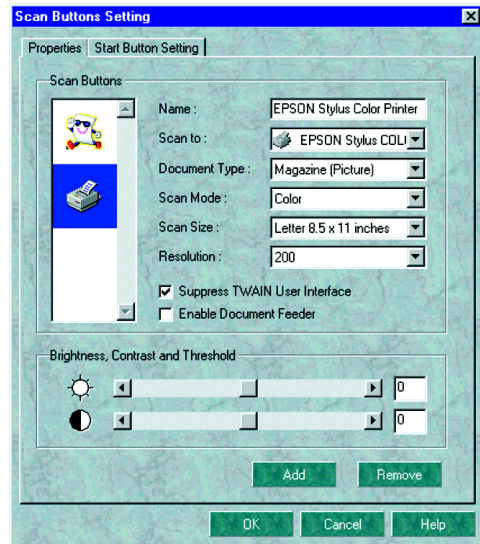 Scan Buttons Setting
Properties
Start Button Setting
Scan Buttons
Name :
EPSON Stylus Color Printer
Scan to :
EPSON Stylus COL
Document Type :
Magazine (Picture)
Scan Mode :
Color
Scan Size :
Letter 8.5 x 11 inches
Resolution :
200
Suppress TWAIN User Interface
Enable Document Feeder
Brightness, Contrast and Threshold
0
0
Add
Remove
OK
Cancel
Help